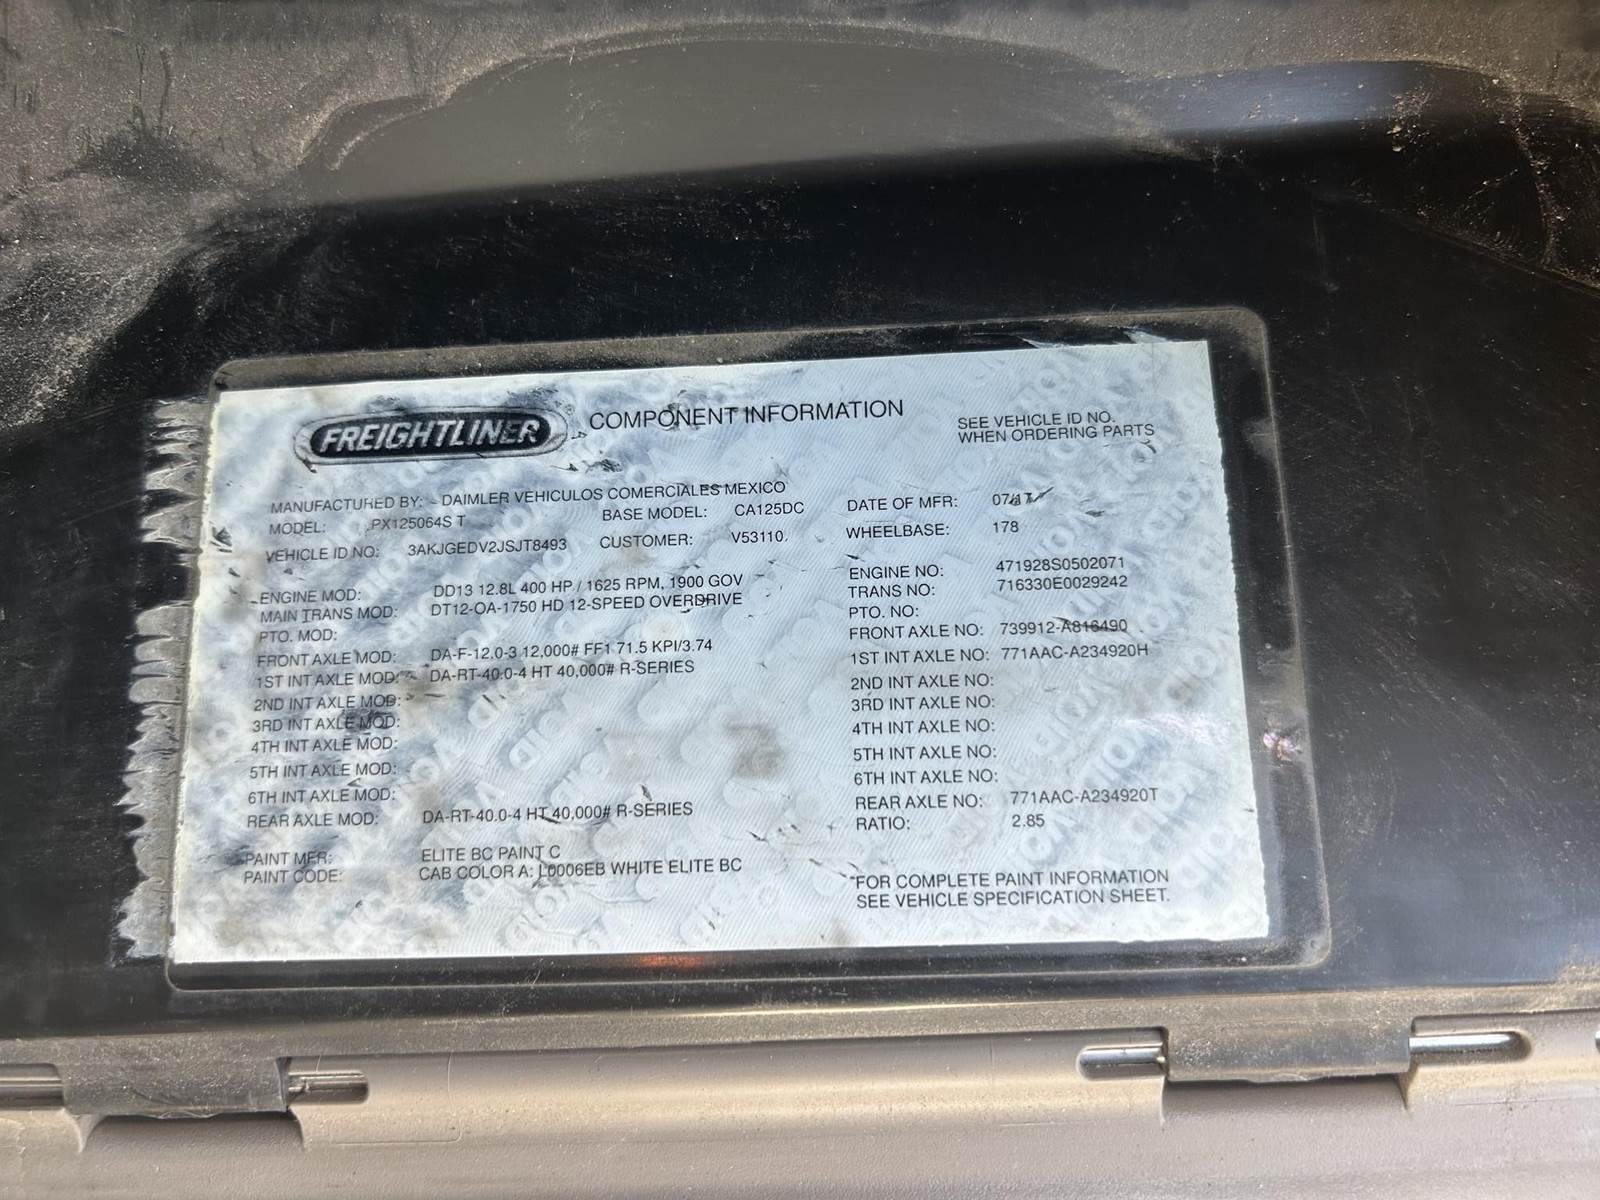 FREIGHTLINER COMPONENT INFORMATION
SEE VEHICLE ID NO.
WHEN ORDERING PARTS
MANUFACTURED BY: DAIMLER VEHICULOS COMERCIALES MEXICO
MODEL: PX125064S T BASE MODEL: CA125DC
VEHICLE ID NO: 3AKJGEDV2JSJT8493 CUSTOMER: V53110.
DATE OF MFR: 07/17
WHEELBASE: 178
ENGINE MOD: DD13 12.8L 400 HP / 1625 RPM, 1900 GOV
MAIN TRANS MOD: DT12-OA-1750 HD 12-SPEED OVERDRIVE
PTO. MOD:
FRONT AXLE MOD: DA-F-12.0-3 12,000# FF1 71.5 KPI/3.74
1ST INT AXLE MOD: DA-RT-40.0-4 HT 40,000# R-SERIES
2ND INT AXLE MOD:
3RD INT AXLE MOD:
4TH INT AXLE MOD:
5TH INT AXLE MOD:
6TH INT AXLE MOD:
REAR AXLE MOD: DA-RT-40.0-4 HT 40,000# R-SERIES
ENGINE NO: 471928S0502071
TRANS NO: 716330E0029242
PTO. NO:
FRONT AXLE NO: 739912-A816490
1ST INT AXLE NO: 771AAC-A234920H
2ND INT AXLE NO:
3RD INT AXLE NO:
4TH INT AXLE NO:
5TH INT AXLE NO:
6TH INT AXLE NO:
REAR AXLE NO: 771AAC-A234920T
RATIO: 2.85
PAINT MFR: ELITE BC PAINT C
PAINT CODE: CAB COLOR A: L0006EB WHITE ELITE BC
FOR COMPLETE PAINT INFORMATION
SEE VEHICLE SPECIFICATION SHEET.